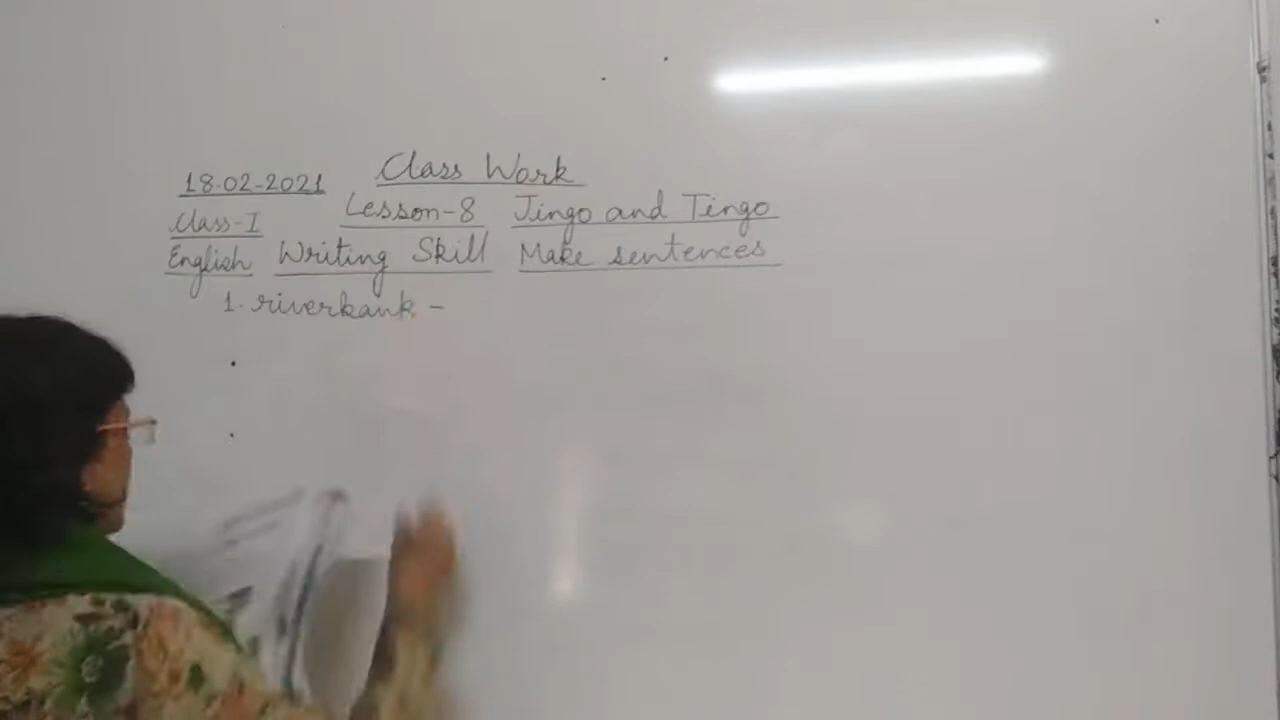 Class Work
18.02-2021
Class-I Lesson-8 Jingo and Tingo
English Writing Skill Make sentences
1. riverbank -